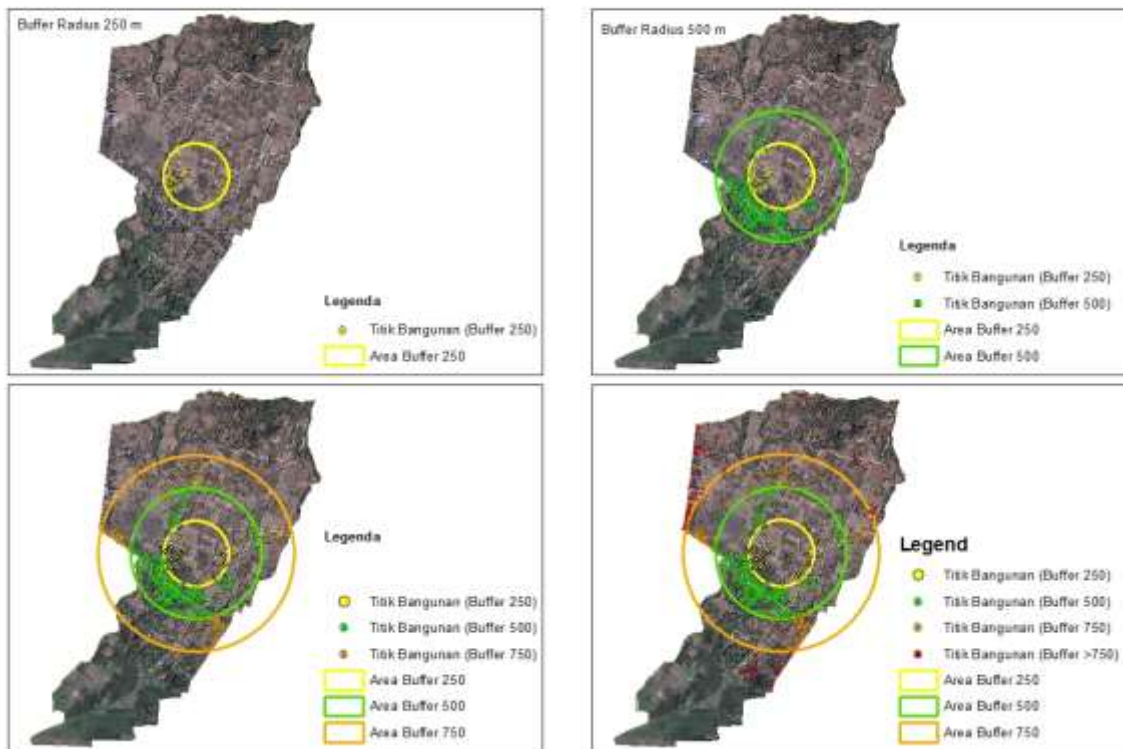 Buffer Radius 250 m
Legenda
Titik Bangunan (Buffer 250)
Area Buffer 250
Buffer Radius 500 m
Legenda
Titik Bangunan (Buffer 250)
Titik Bangunan (Buffer 500)
Area Buffer 250
Area Buffer 500
Legenda
Titik Bangunan (Buffer 250)
Titik Bangunan (Buffer 500)
Titik Bangunan (Buffer 750)
Area Buffer 250
Area Buffer 500
Area Buffer 750
Legend
Titik Bangunan (Buffer 250)
Titik Bangunan (Buffer 500)
Titik Bangunan (Buffer 750)
Titik Bangunan (Buffer >750)
Area Buffer 250
Area Buffer 500
Area Buffer 750